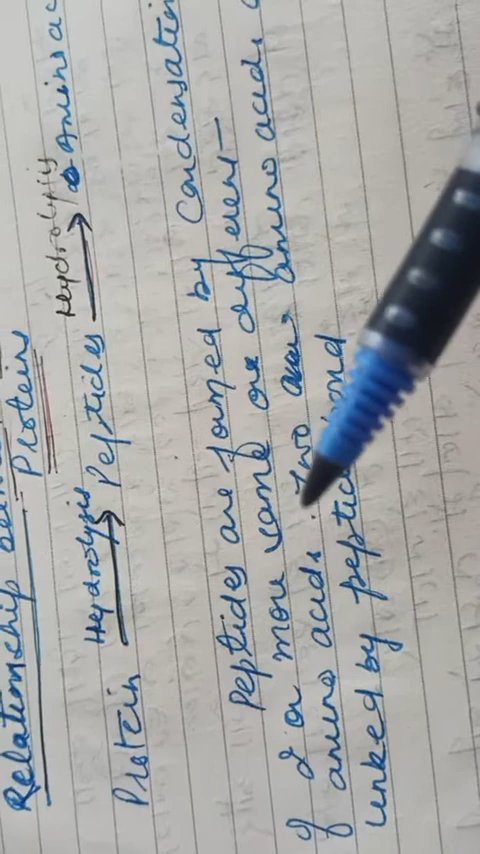 Relationship
Proteins
Protein Hydrolysis → Peptides Hydrolysis → Amino ac
Peptides are formed by Condensation
of 2 or more same or different
amino acids. Two amino acids
linked by peptide bond